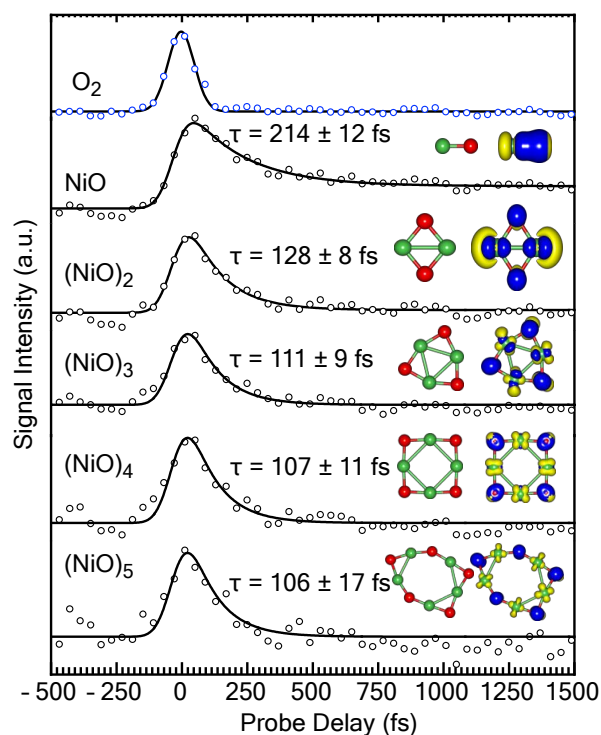 O₂
τ = 214 ± 12 fs
NiO
(NiO)₂
τ = 128 ± 8 fs
(NiO)₃
τ = 111 ± 9 fs
(NiO)₄
τ = 107 ± 11 fs
(NiO)₅
τ = 106 ± 17 fs
Signal Intensity (a.u.)
-500 -250 0 250 500 750 1000 1250 1500
Probe Delay (fs)